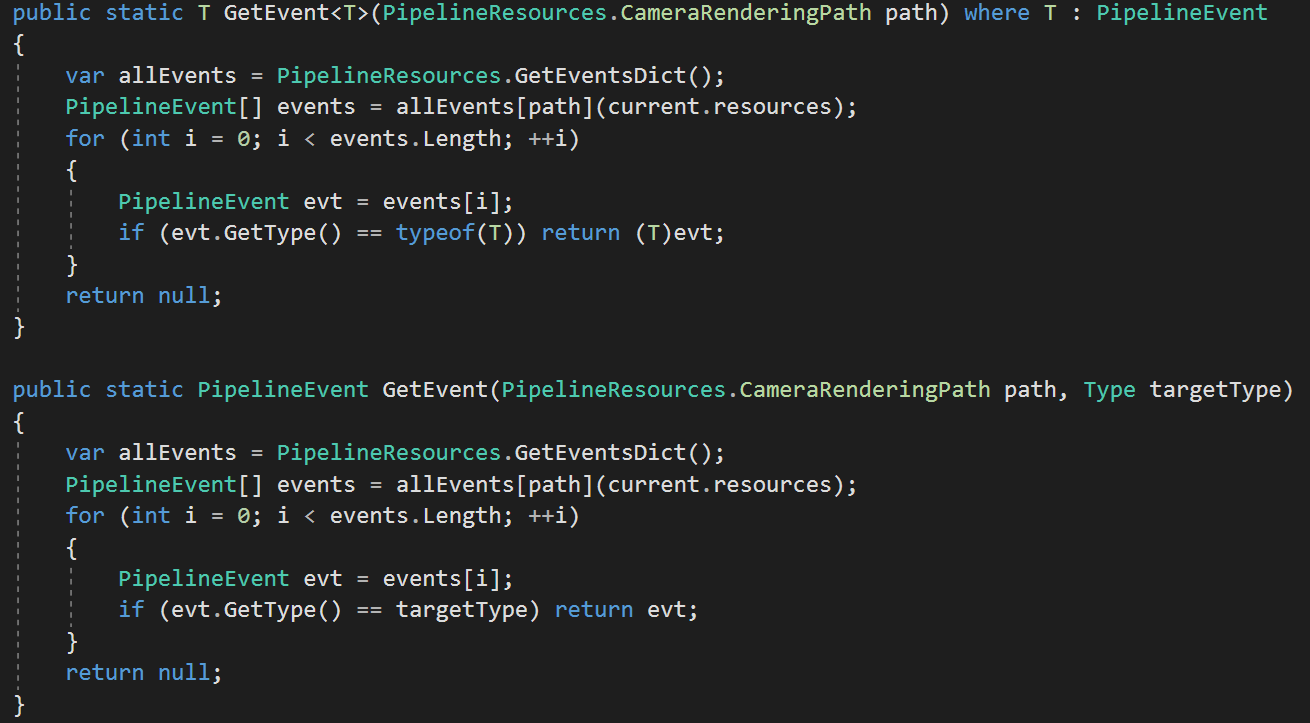 public static T GetEvent<T>(PipelineResources.CameraRenderingPath path) where T : PipelineEvent
{
    var allEvents = PipelineResources.GetEventsDict();
    PipelineEvent[] events = allEvents[path](current.resources);
    for (int i = 0; i < events.Length; ++i)
    {
        PipelineEvent evt = events[i];
        if (evt.GetType() == typeof(T)) return (T)evt;
    }
    return null;
}

public static PipelineEvent GetEvent(PipelineResources.CameraRenderingPath path, Type targetType)
{
    var allEvents = PipelineResources.GetEventsDict();
    PipelineEvent[] events = allEvents[path](current.resources);
    for (int i = 0; i < events.Length; ++i)
    {
        PipelineEvent evt = events[i];
        if (evt.GetType() == targetType) return evt;
    }
    return null;
}